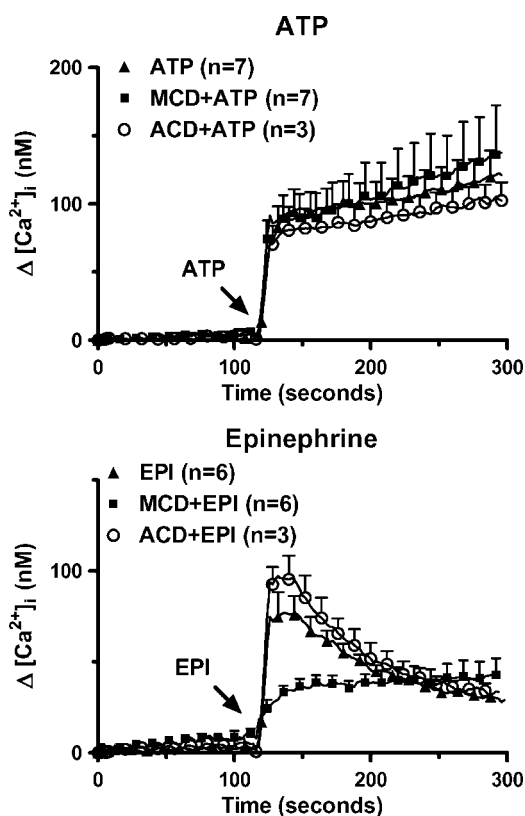 ATP
200
ATP (n=7)
MCD+ATP (n=7)
ACD+ATP (n=3)
100
ATP
0
0 100 200 300
Δ [Ca²⁺]i (nM)
Time (seconds)
Epinephrine
EPI (n=6)
MCD+EPI (n=6)
ACD+EPI (n=3)
100
EPI
0
0 100 200 300
Δ [Ca²⁺]i (nM)
Time (seconds)